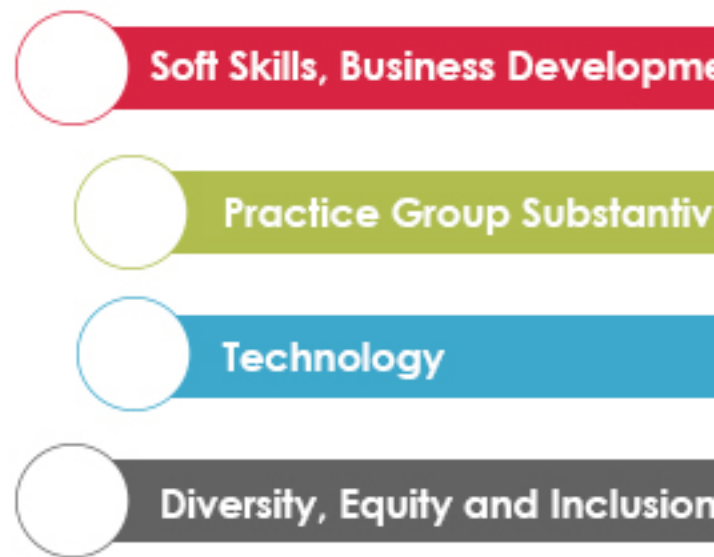 Soft Skills, Business Developme
Practice Group Substantiv
Technology
Diversity, Equity and Inclusion